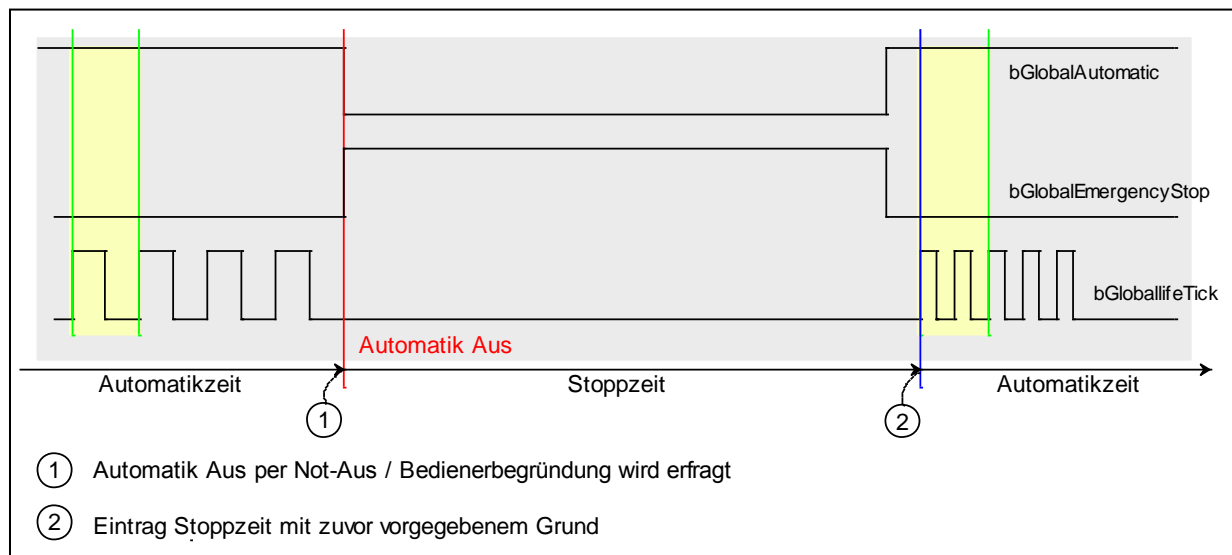 bGlobalAutomatic
bGlobalEmergencyStop
bGloballifeTick
Automatik Aus
Automatikzeit
Stoppzeit
Automatikzeit
1
2
1 Automatik Aus per Not-Aus / Bedienerbegründung wird erfragt
2 Eintrag Stoppzeit mit zuvor vorgegebenem Grund